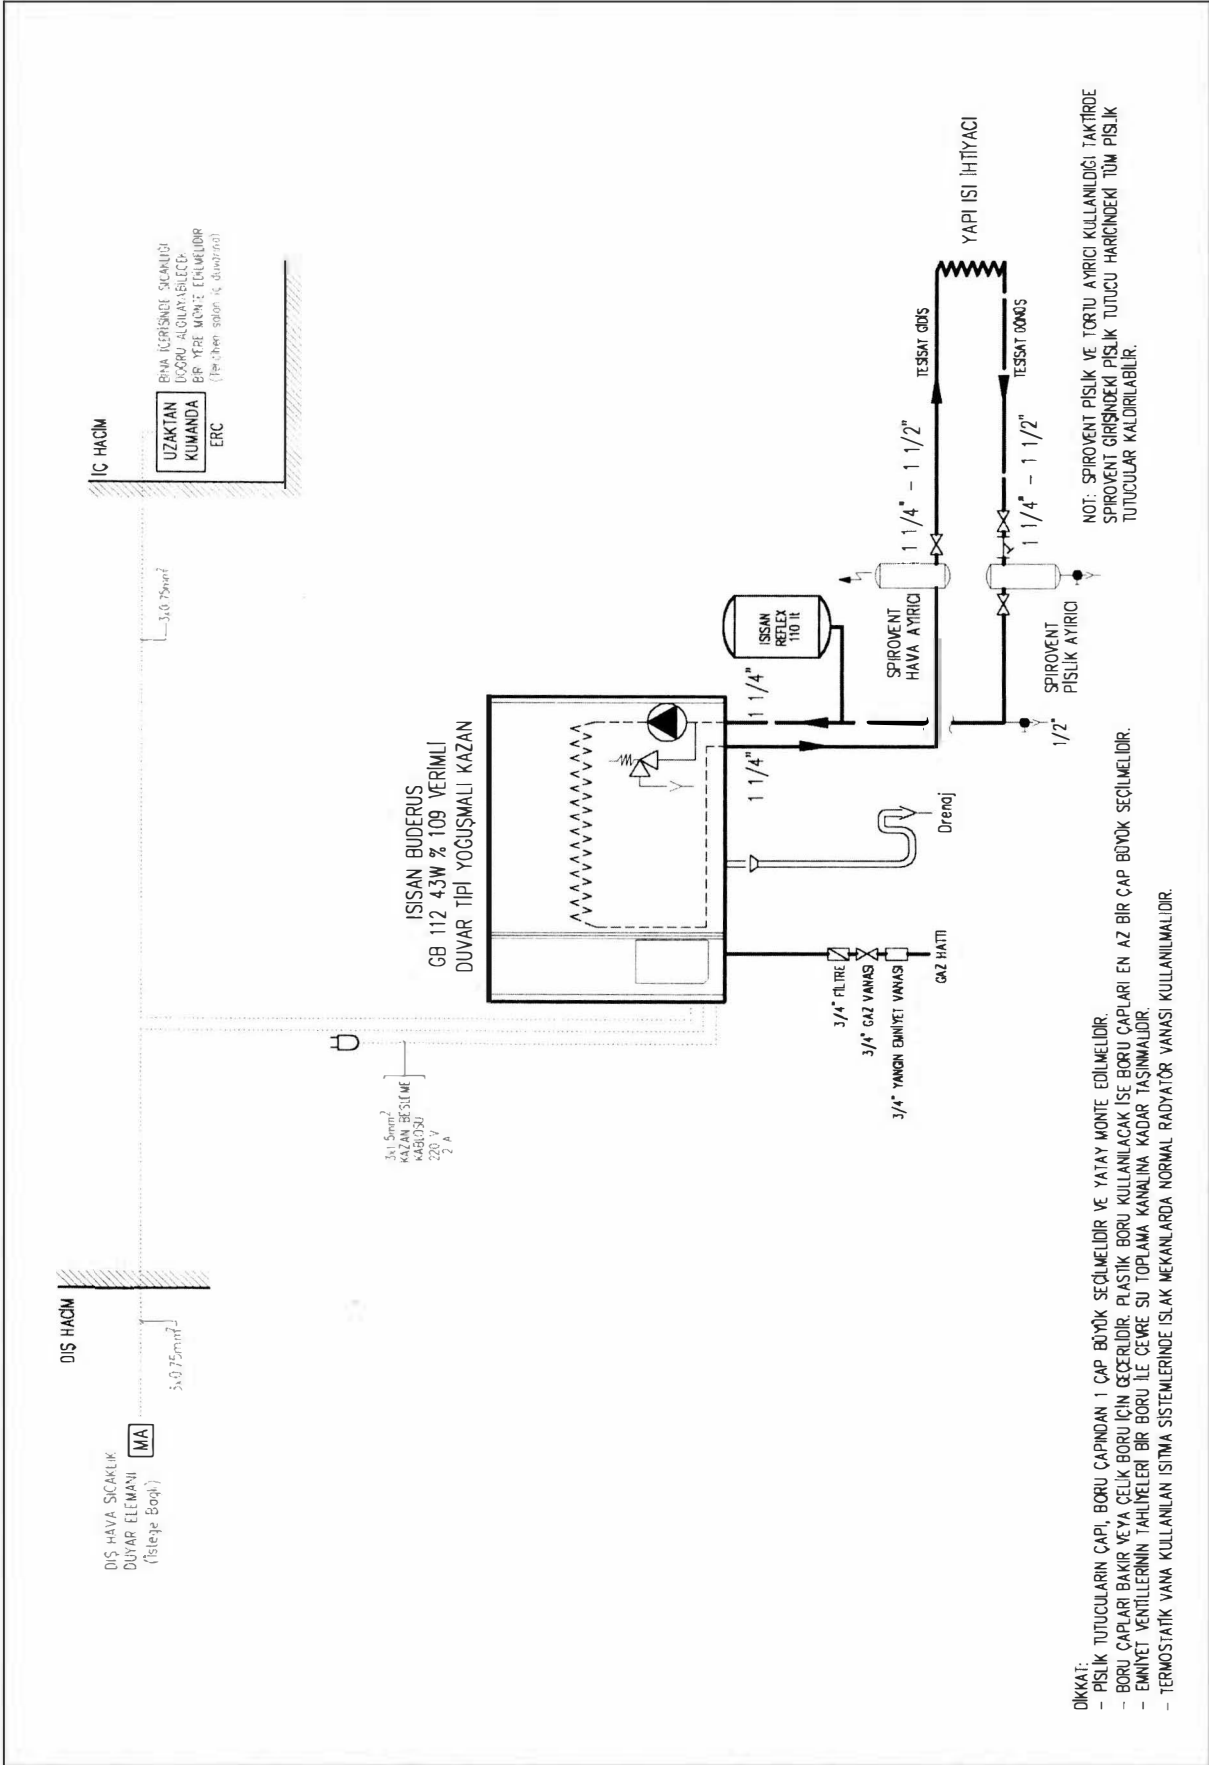 DIŞ HACİM
DIŞ HAVA SICAKLIK
DUYAR ELEMANI
(İsteğe Bağlı)
MA
3x0.75mm²
İÇ HACİM
3x0.75mm²
UZAKTAN
KUMANDA
ERC
BİNA İÇERİSİNDE SICAKLIĞI
DOĞRU ALGILAYABİLECEK
BİR YERE MONTE EDİLMELİDİR
(Tercihen salon iç duvarına)
3x1.5mm²
KAZAN BESLEME
KABLOSU
220 V
2 A
ISISAN BUDERUS
GB 112 43W % 109 VERİMLİ
DUVAR TİPİ YOĞUŞMALI KAZAN
3/4" FİLTRE
3/4" GAZ VANASI
3/4" YANGIN EMNİYET VANASI
GAZ HATTI
Drenaj
1 1/4"
1 1/4"
ISISAN
REFLEX
110 lt
SPIROVENT
HAVA AYIRICI
1 1/4" - 1 1/2"
TESİSAT GİDİŞ
YAPI ISI İHTİYACI
TESİSAT DÖNÜŞ
1 1/4" - 1 1/2"
SPIROVENT
PİSLİK AYIRICI
1/2"
NOT: SPIROVENT PİSLİK VE TORTU AYIRICI KULLANILDIĞI TAKTİRDE
SPIROVENT GİRİŞİNDEKİ PİSLİK TUTUCU HARİCİNDEKİ TÜM PİSLİK
TUTUCULAR KALDIRILABİLİR.
DİKKAT:
- PİSLİK TUTUCULARIN ÇAPI, BORU ÇAPINDAN 1 ÇAP BÜYÜK SEÇİLMELİDİR VE YATAY MONTE EDİLMELİDİR.
- BORU ÇAPLARI BAKIR VEYA ÇELİK BORU İÇİN GEÇERLİDİR. PLASTİK BORU KULLANILACAK İSE BORU ÇAPLARI EN AZ BİR ÇAP BÜYÜK SEÇİLMELİDİR.
- EMNİYET VENTİLLERİNİN TAHLİYELERİ BİR BORU İLE ÇEVRE SU TOPLAMA KANALINA KADAR TAŞINMALIDIR.
- TERMOSTATİK VANA KULLANILAN ISITMA SİSTEMLERİNDE ISLAK MEKANLARDA NORMAL RADYATÖR VANASI KULLANILMALIDIR.